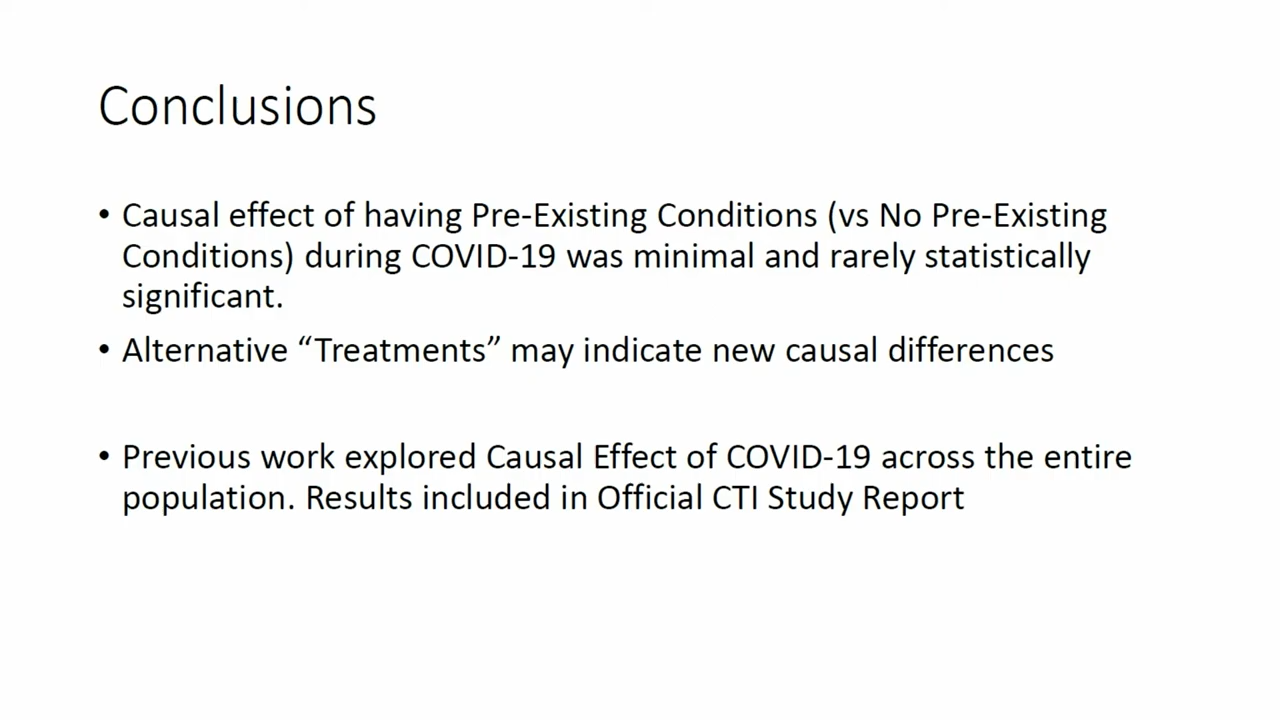 Conclusions
• Causal effect of having Pre-Existing Conditions (vs No Pre-Existing
Conditions) during COVID-19 was minimal and rarely statistically
significant.
• Alternative “Treatments” may indicate new causal differences
• Previous work explored Causal Effect of COVID-19 across the entire
population. Results included in Official CTI Study Report